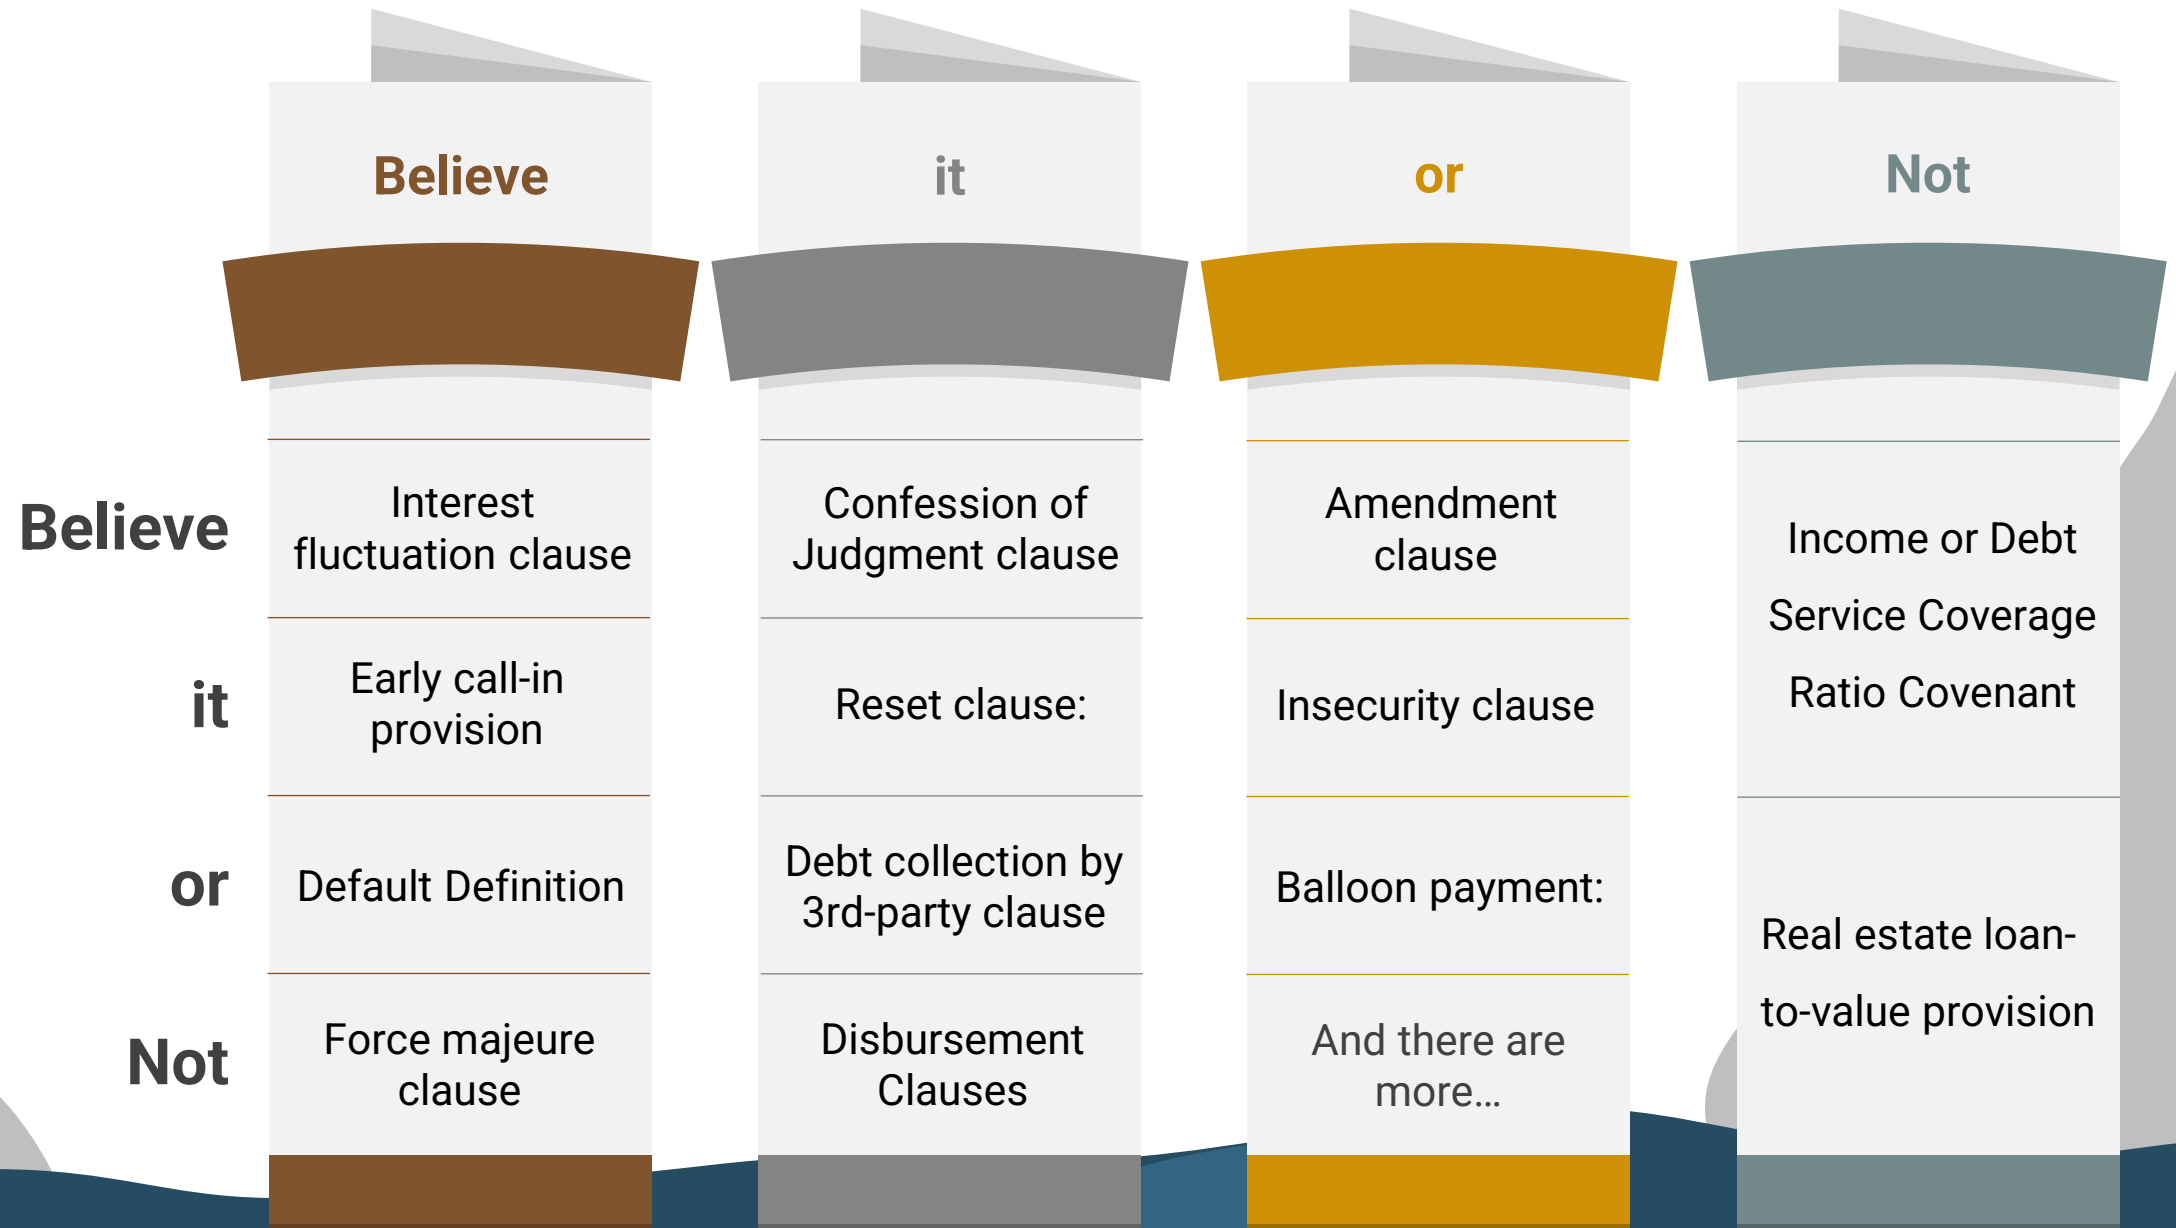 Believe
it
or
Not
Believe
Interest
fluctuation clause
Confession of
Judgment clause
Amendment
clause
Income or Debt
Service Coverage
Ratio Covenant
it
Early call-in
provision
Reset clause:
Insecurity clause
or
Default Definition
Debt collection by
3rd-party clause
Balloon payment:
Real estate loan-
to-value provision
Not
Force majeure
clause
Disbursement
Clauses
And there are
more…